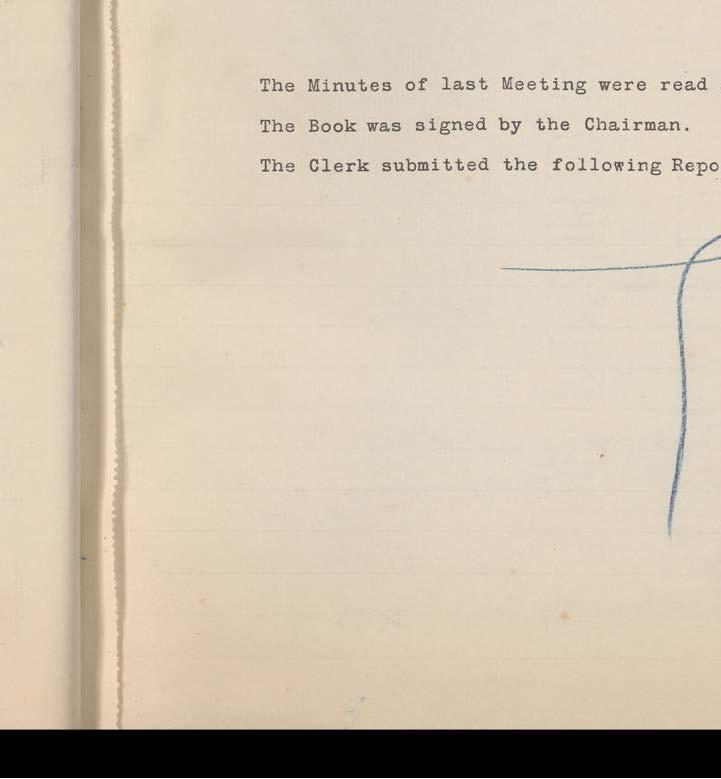 The Minutes of last Meeting were read
The Book was signed by the Chairman.
The Clerk submitted the following Repo